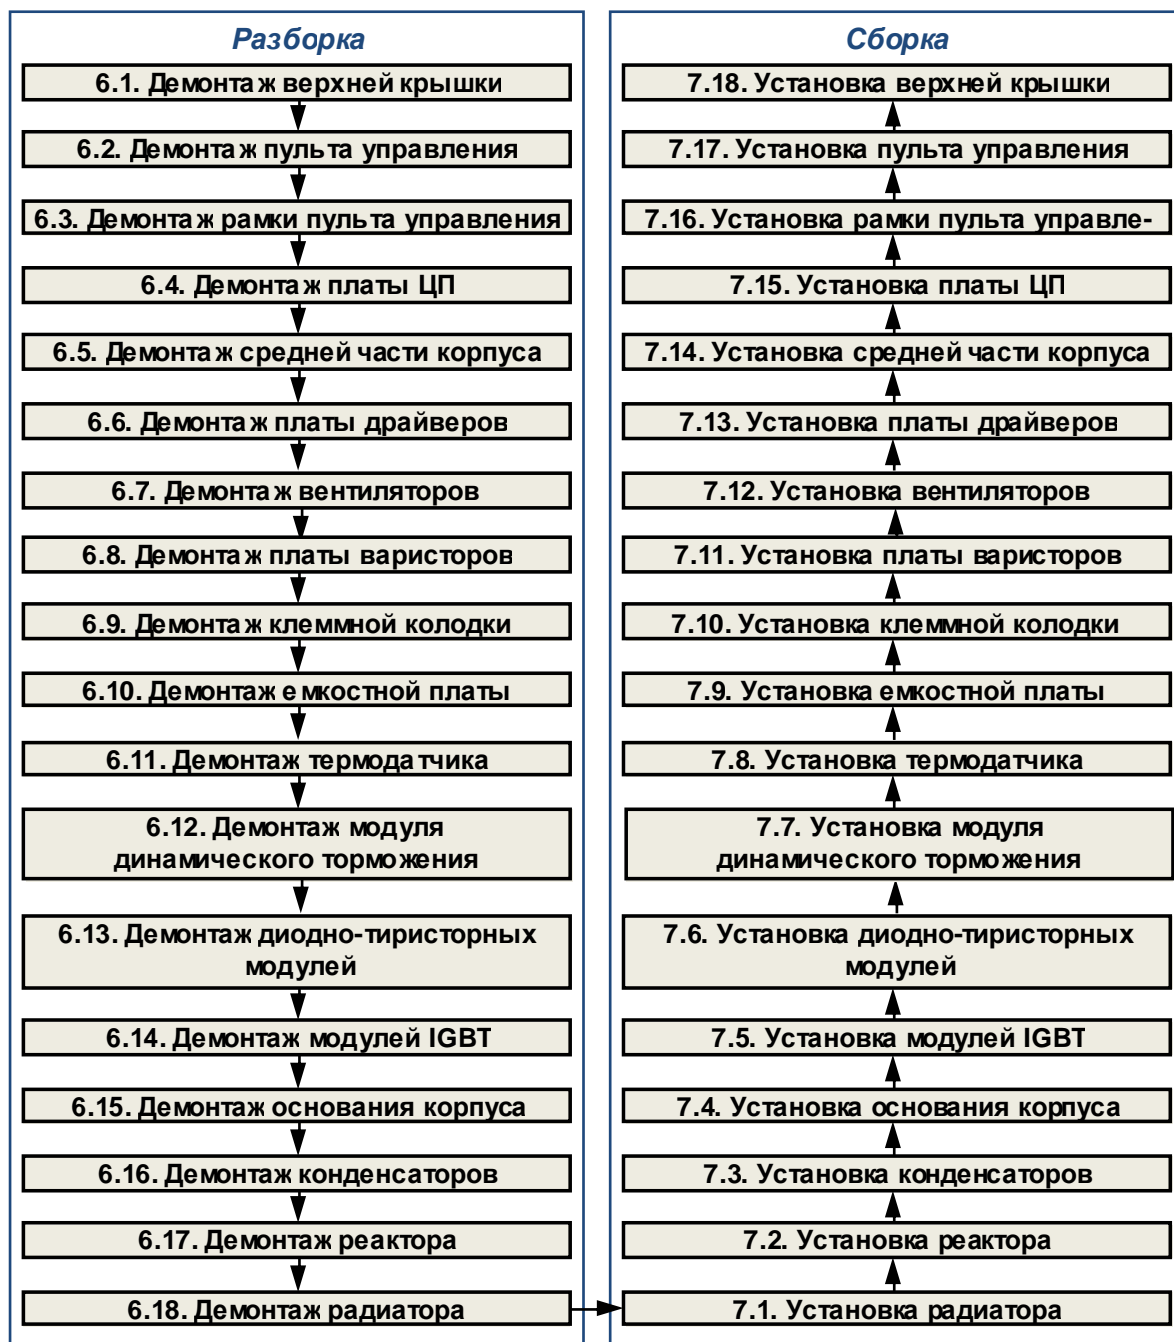 Разборка
6.1. Демонтаж верхней крышки
6.2. Демонтаж пульта управления
6.3. Демонтаж рамки пульта управления
6.4. Демонтаж платы ЦП
6.5. Демонтаж средней части корпуса
6.6. Демонтаж платы драйверов
6.7. Демонтаж вентиляторов
6.8. Демонтаж платы варисторов
6.9. Демонтаж клеммной колодки
6.10. Демонтаж емкостной платы
6.11. Демонтаж термодатчика
6.12. Демонтаж модуля
динамического торможения
6.13. Демонтаж диодно-тиристорных
модулей
6.14. Демонтаж модулей IGBT
6.15. Демонтаж основания корпуса
6.16. Демонтаж конденсаторов
6.17. Демонтаж реактора
6.18. Демонтаж радиатора
Сборка
7.18. Установка верхней крышки
7.17. Установка пульта управления
7.16. Установка рамки пульта управле-
7.15. Установка платы ЦП
7.14. Установка средней части корпуса
7.13. Установка платы драйверов
7.12. Установка вентиляторов
7.11. Установка платы варисторов
7.10. Установка клеммной колодки
7.9. Установка емкостной платы
7.8. Установка термодатчика
7.7. Установка модуля
динамического торможения
7.6. Установка диодно-тиристорных
модулей
7.5. Установка модулей IGBT
7.4. Установка основания корпуса
7.3. Установка конденсаторов
7.2. Установка реактора
7.1. Установка радиатора